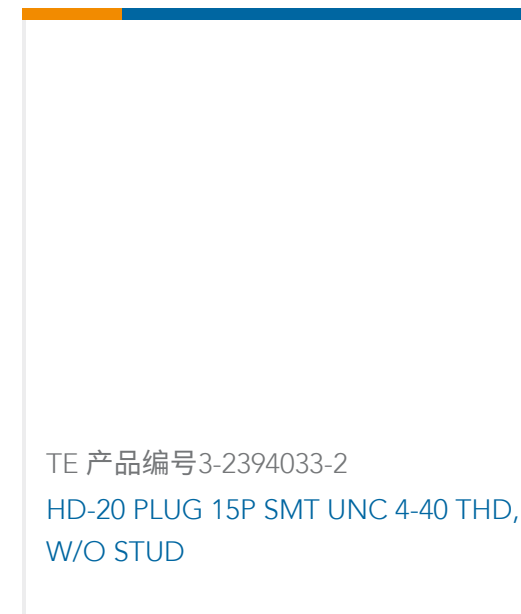 TE 产品编号3-2394033-2
HD-20 PLUG 15P SMT UNC 4-40 THD,
W/O STUD